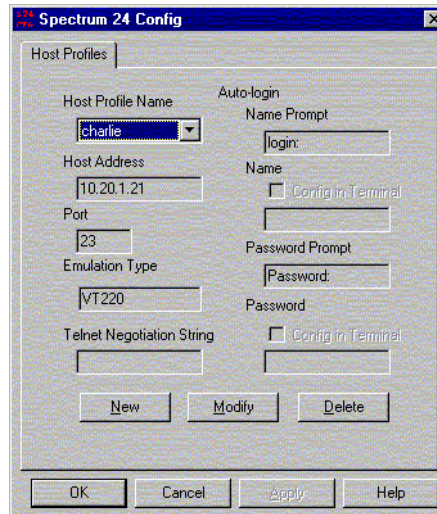 Spectrum 24 Config
Host Profiles
Host Profile Name
charlie
Host Address
10.20.1.21
Port
23
Emulation Type
VT220
Telnet Negotiation String
Auto-login
Name Prompt
login:
Name
Config in Terminal
Password Prompt
Password:
Password
Config in Terminal
New Modify Delete
OK Cancel Apply Help